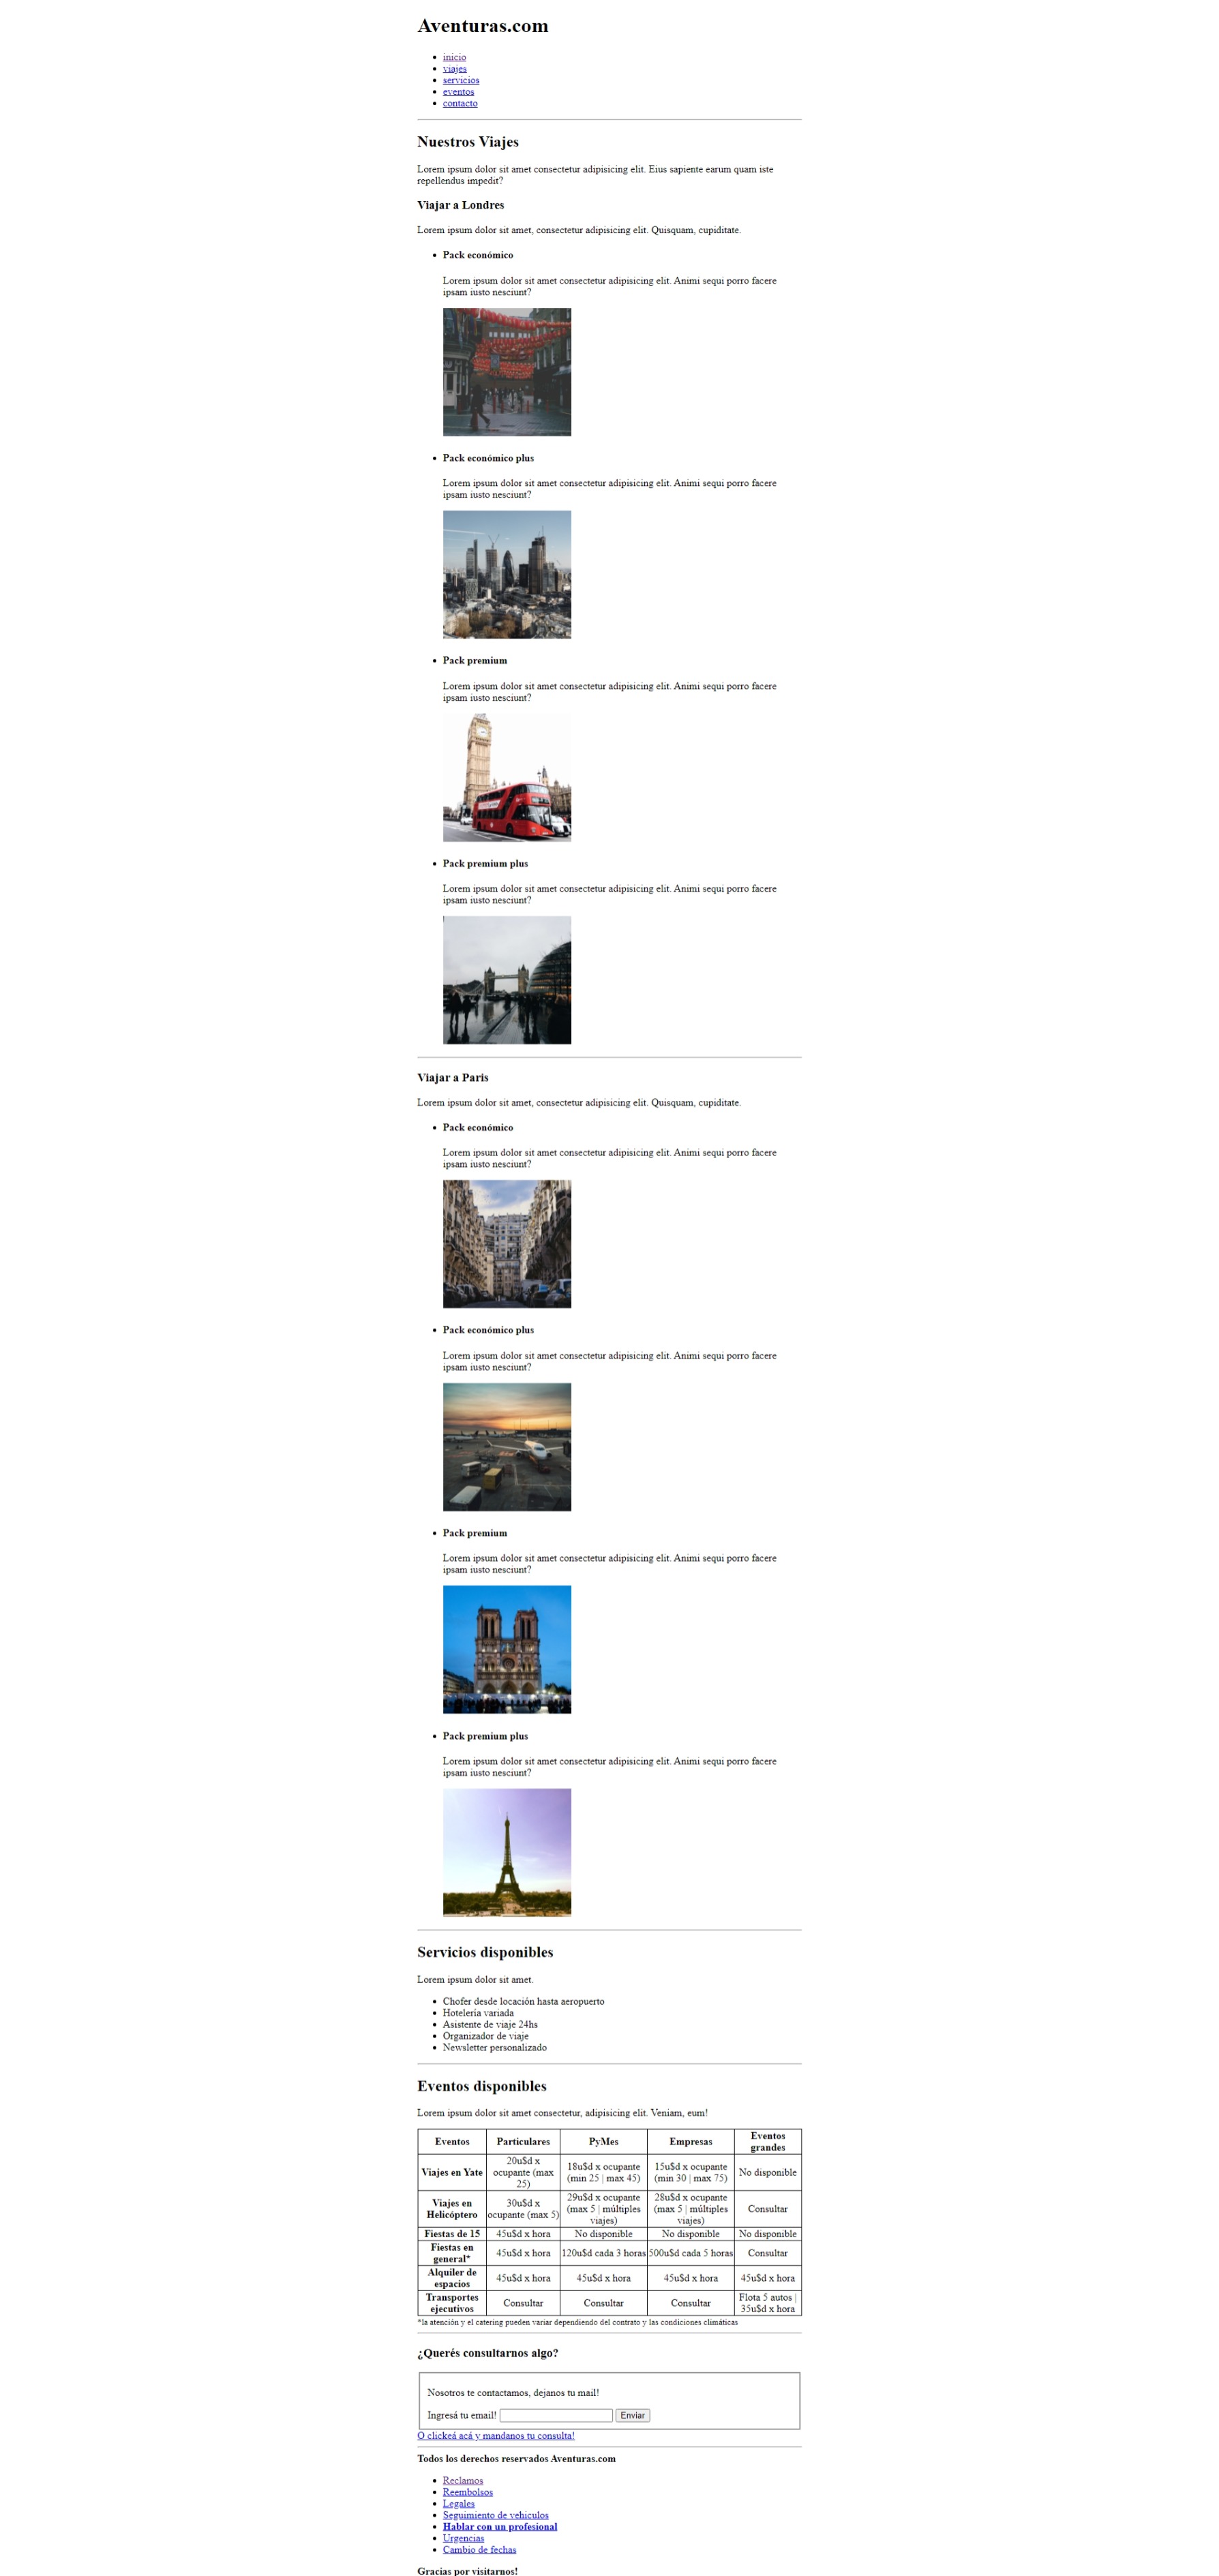 Aventuras.com
inicio
viajes
servicios
eventos
contacto
Nuestros Viajes
Lorem ipsum dolor sit amet consectetur adipisicing elit. Eius sapiente earum quam iste
repellendus impedit?
Viajar a Londres
Lorem ipsum dolor sit amet, consectetur adipisicing elit. Quisquam, cupiditate.
Pack económico
Lorem ipsum dolor sit amet consectetur adipisicing elit. Animi sequi porro facere
ipsam iusto nesciunt?
Pack económico plus
Lorem ipsum dolor sit amet consectetur adipisicing elit. Animi sequi porro facere
ipsam iusto nesciunt?
Pack premium
Lorem ipsum dolor sit amet consectetur adipisicing elit. Animi sequi porro facere
ipsam iusto nesciunt?
Pack premium plus
Lorem ipsum dolor sit amet consectetur adipisicing elit. Animi sequi porro facere
ipsam iusto nesciunt?
Viajar a Paris
Lorem ipsum dolor sit amet, consectetur adipisicing elit. Quisquam, cupiditate.
Pack económico
Lorem ipsum dolor sit amet consectetur adipisicing elit. Animi sequi porro facere
ipsam iusto nesciunt?
Pack económico plus
Lorem ipsum dolor sit amet consectetur adipisicing elit. Animi sequi porro facere
ipsam iusto nesciunt?
Pack premium
Lorem ipsum dolor sit amet consectetur adipisicing elit. Animi sequi porro facere
ipsam iusto nesciunt?
Pack premium plus
Lorem ipsum dolor sit amet consectetur adipisicing elit. Animi sequi porro facere
ipsam iusto nesciunt?
Servicios disponibles
Lorem ipsum dolor sit amet.
Chofer desde locación hasta aeropuerto
Hotelería variada
Asistente de viaje 24hs
Organizador de viaje
Newsletter personalizado
Eventos disponibles
Lorem ipsum dolor sit amet consectetur, adipisicing elit. Veniam, eum!
Eventos Particulares PyMes Empresas Eventos grandes
Viajes en Yate 20u$d x ocupante (max 25) 18u$d x ocupante (min 25 | max 45) 15u$d x ocupante (min 30 | max 75) No disponible
Viajes en Helicóptero 30u$d x ocupante (max 5) 29u$d x ocupante (max 5 | múltiples viajes) 28u$d x ocupante (max 5 | múltiples viajes) Consultar
Fiestas de 15 45u$d x hora No disponible No disponible No disponible
Fiestas en general* 45u$d x hora 120u$d cada 3 horas 500u$d cada 5 horas Consultar
Alquiler de espacios 45u$d x hora 45u$d x hora 45u$d x hora 45u$d x hora
Transportes ejecutivos Consultar Consultar Consultar Flota 5 autos | 35u$d x hora
*la atención y el catering pueden variar dependiendo del contrato y las condiciones climáticas
¿Querés consultarnos algo?
Nosotros te contactamos, dejanos tu mail!
Ingresá tu email! Enviar
O clickeá acá y mandanos tu consulta!
Todos los derechos reservados Aventuras.com
Reclamos
Reembolsos
Legales
Seguimiento de vehiculos
Hablar con un profesional
Urgencias
Cambio de fechas
Gracias por visitarnos!